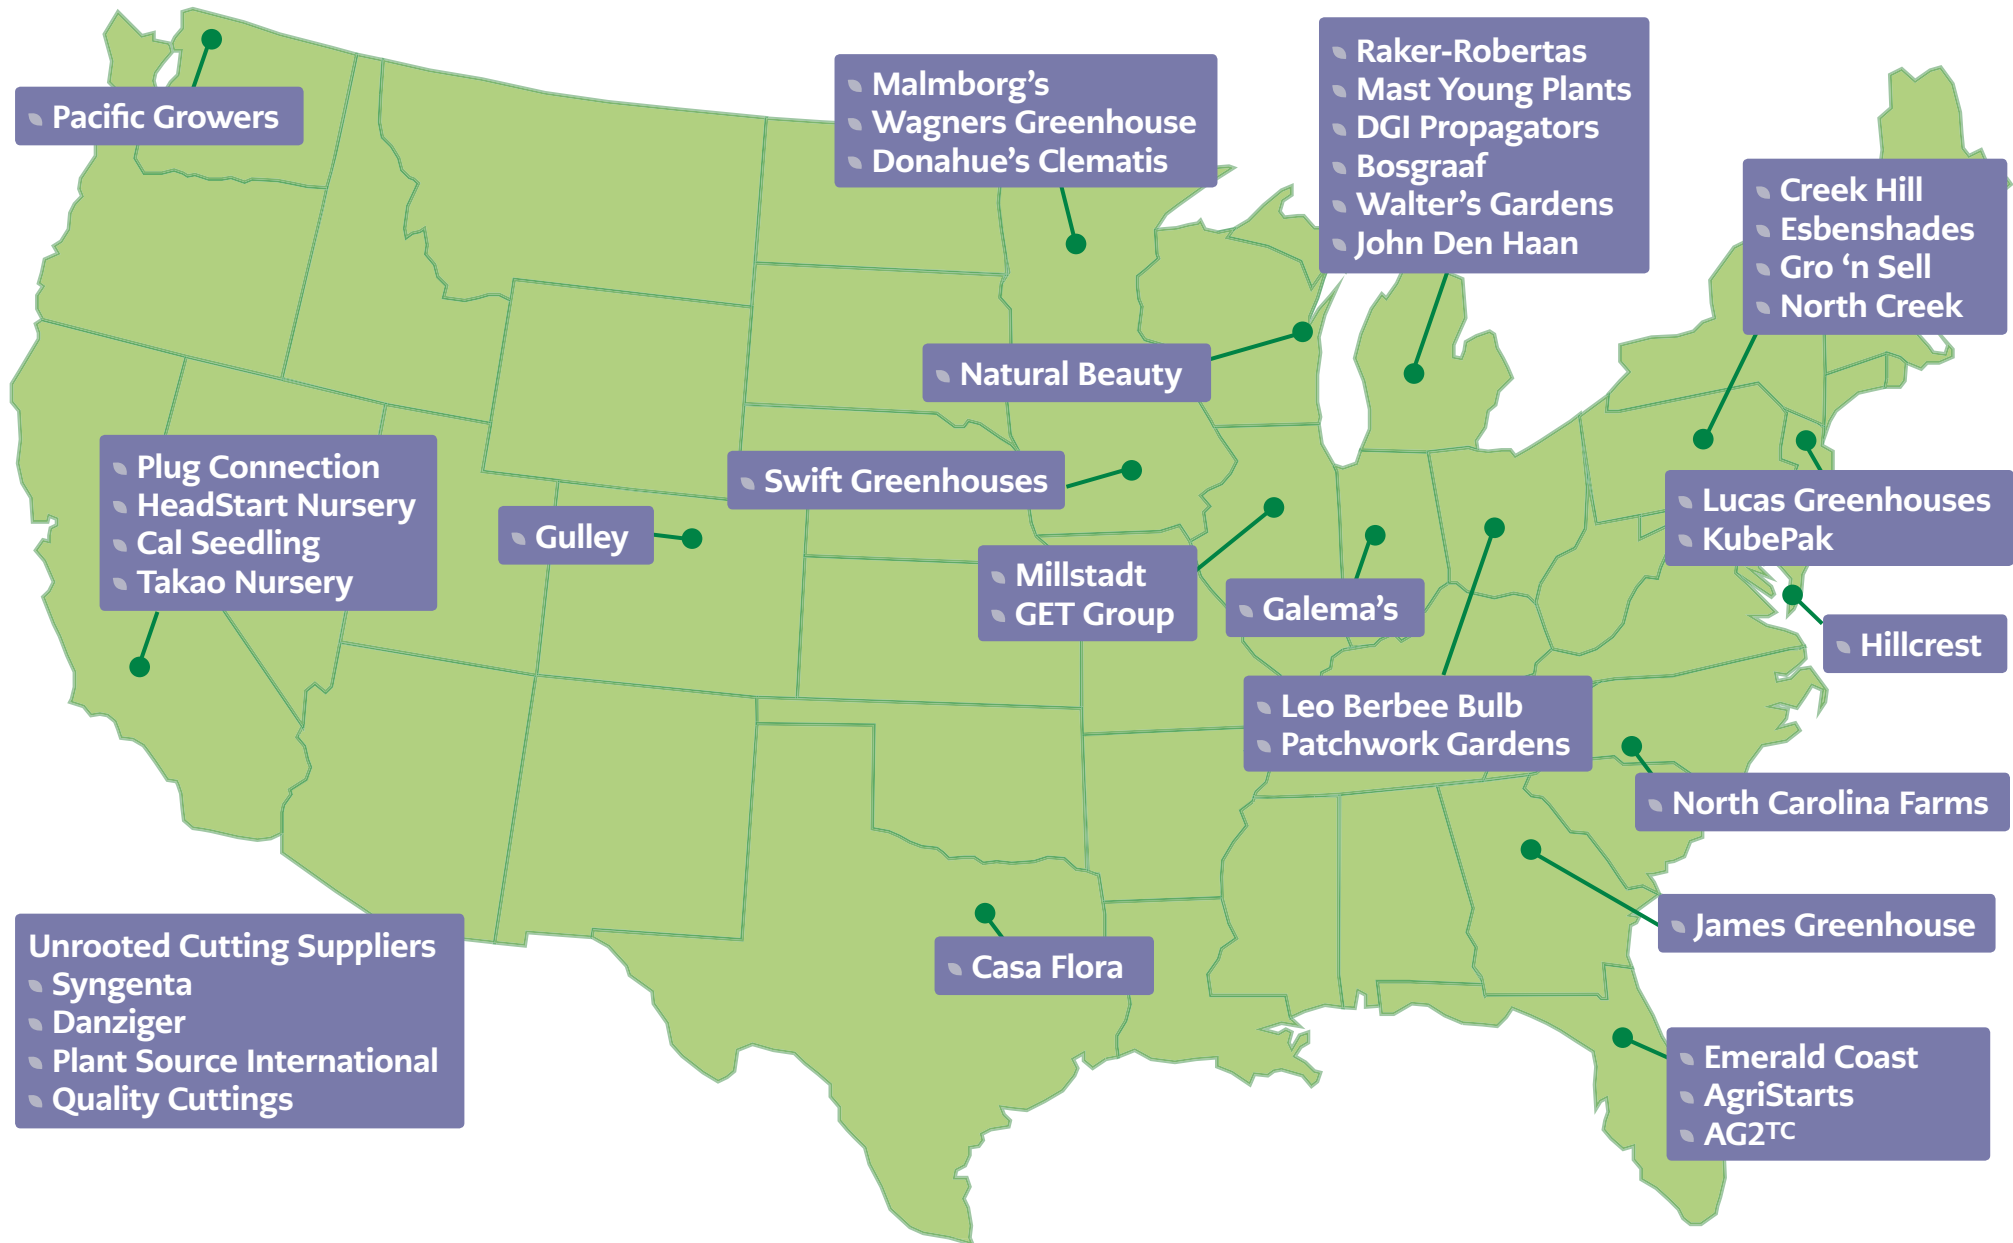 Pacific Growers
Malmborg’s
Wagners Greenhouse
Donahue’s Clematis
Raker-Robertas
Mast Young Plants
DGI Propagators
Bosgraaf
Walter’s Gardens
John Den Haan
Creek Hill
Esbenshades
Gro ‘n Sell
North Creek
Natural Beauty
Plug Connection
HeadStart Nursery
Cal Seedling
Takao Nursery
Swift Greenhouses
Gulley
Lucas Greenhouses
KubePak
Millstadt
GET Group
Galema’s
Hillcrest
Leo Berbee Bulb
Patchwork Gardens
North Carolina Farms
James Greenhouse
Casa Flora
Unrooted Cutting Suppliers
Syngenta
Danziger
Plant Source International
Quality Cuttings
Emerald Coast
AgriStarts
AG2TC